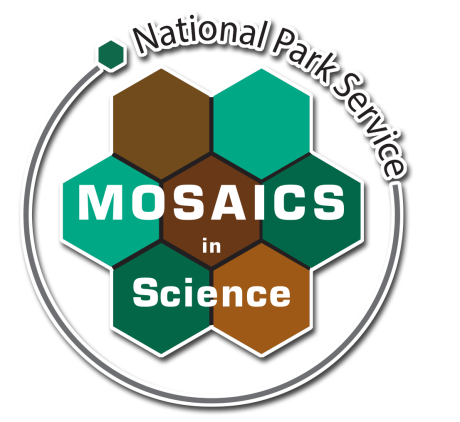 National Park Service
MOSAICS
in
Science